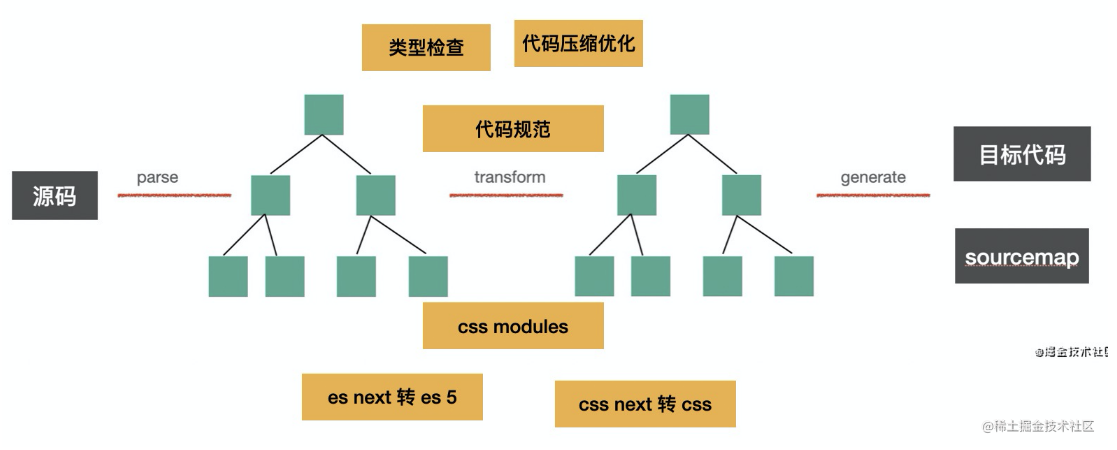 类型检查
代码压缩优化
代码规范
源码
parse
transform
generate
目标代码
sourcemap
css modules
es next 转 es 5
css next 转 css
@掘金技术社区
@稀土掘金技术社区